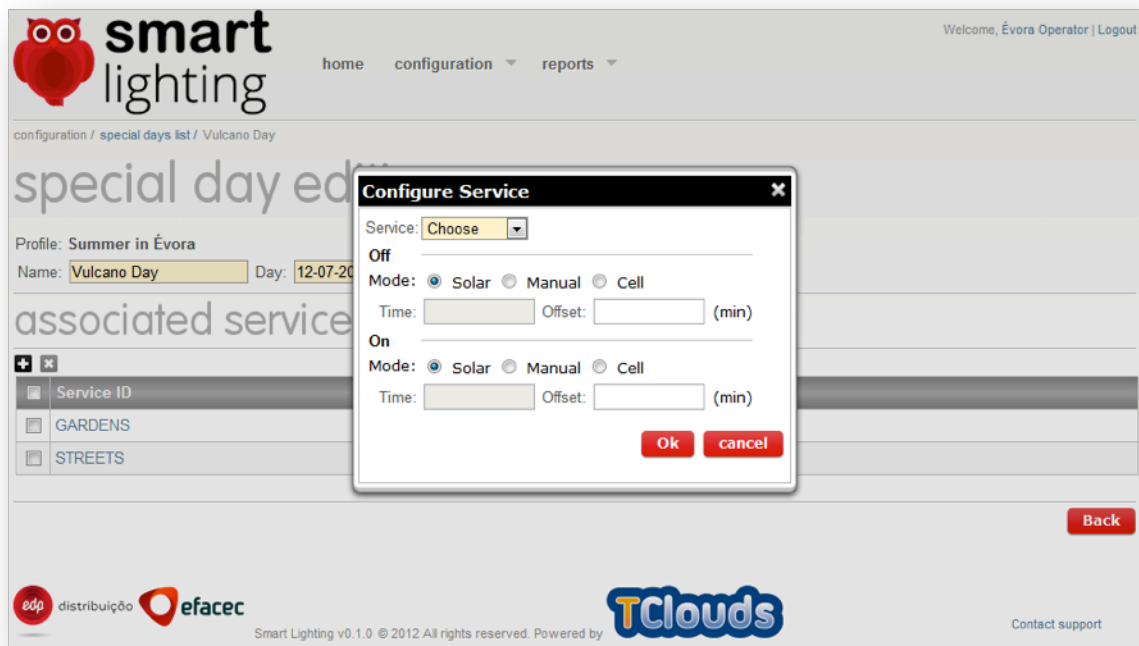 smart
lighting
Welcome, Évora Operator | Logout
home configuration reports
configuration / special days list / Vulcano Day
special day edi
Profile: Summer in Évora
Name: Vulcano Day Day: 12-07-20
associated service
Service ID
GARDENS
STREETS
Configure Service
Service: Choose
Off
Mode: Solar Manual Cell
Time: Offset: (min)
On
Mode: Solar Manual Cell
Time: Offset: (min)
Ok cancel
Back
edp distribuição efacec
Smart Lighting v0.1.0 © 2012 All rights reserved. Powered by
TClouds
Contact support